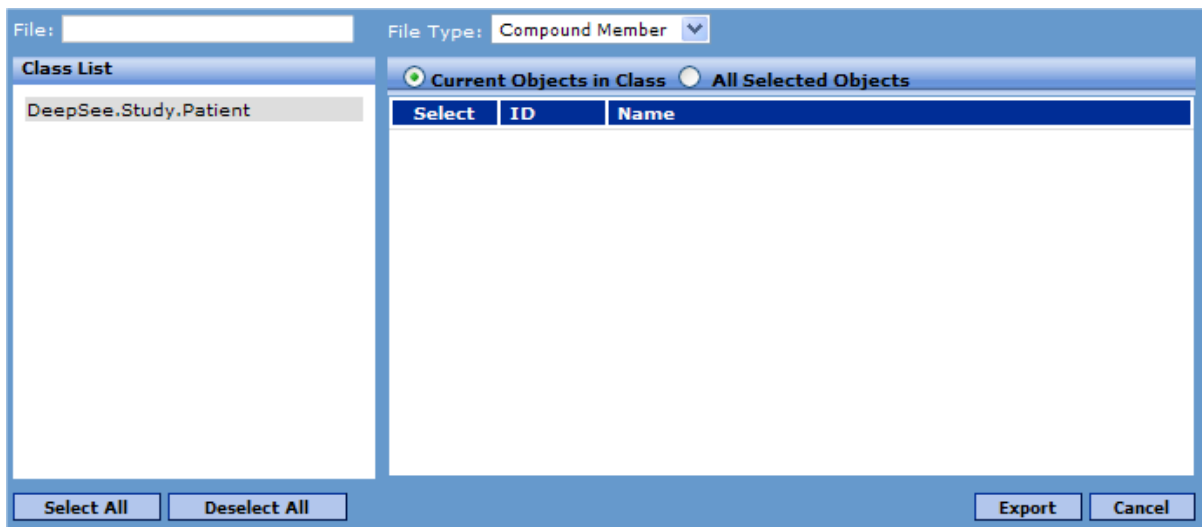 File: File Type: Compound Member
Class List
Current Objects in Class All Selected Objects
DeepSee.Study.Patient
Select ID Name
Select All Deselect All Export Cancel